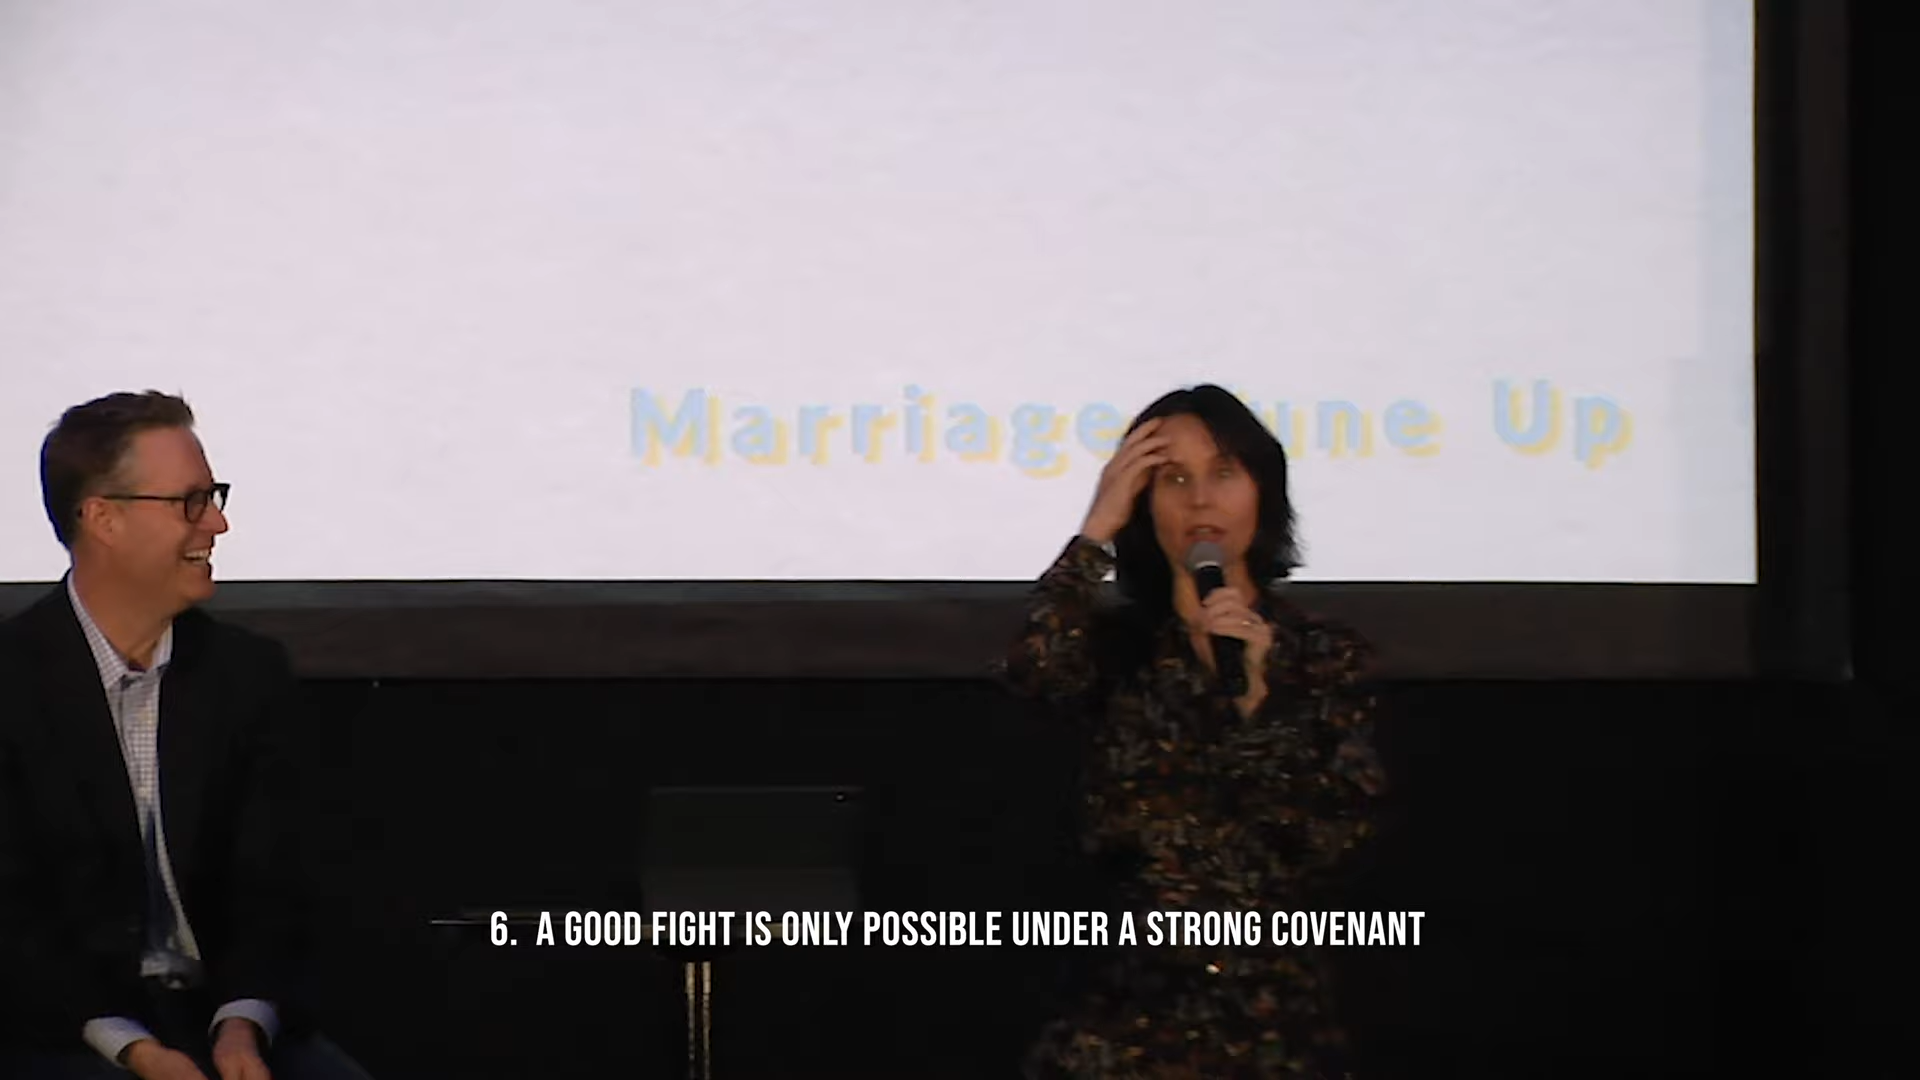 Marriage une Up
6. A GOOD FIGHT IS ONLY POSSIBLE UNDER A STRONG COVENANT